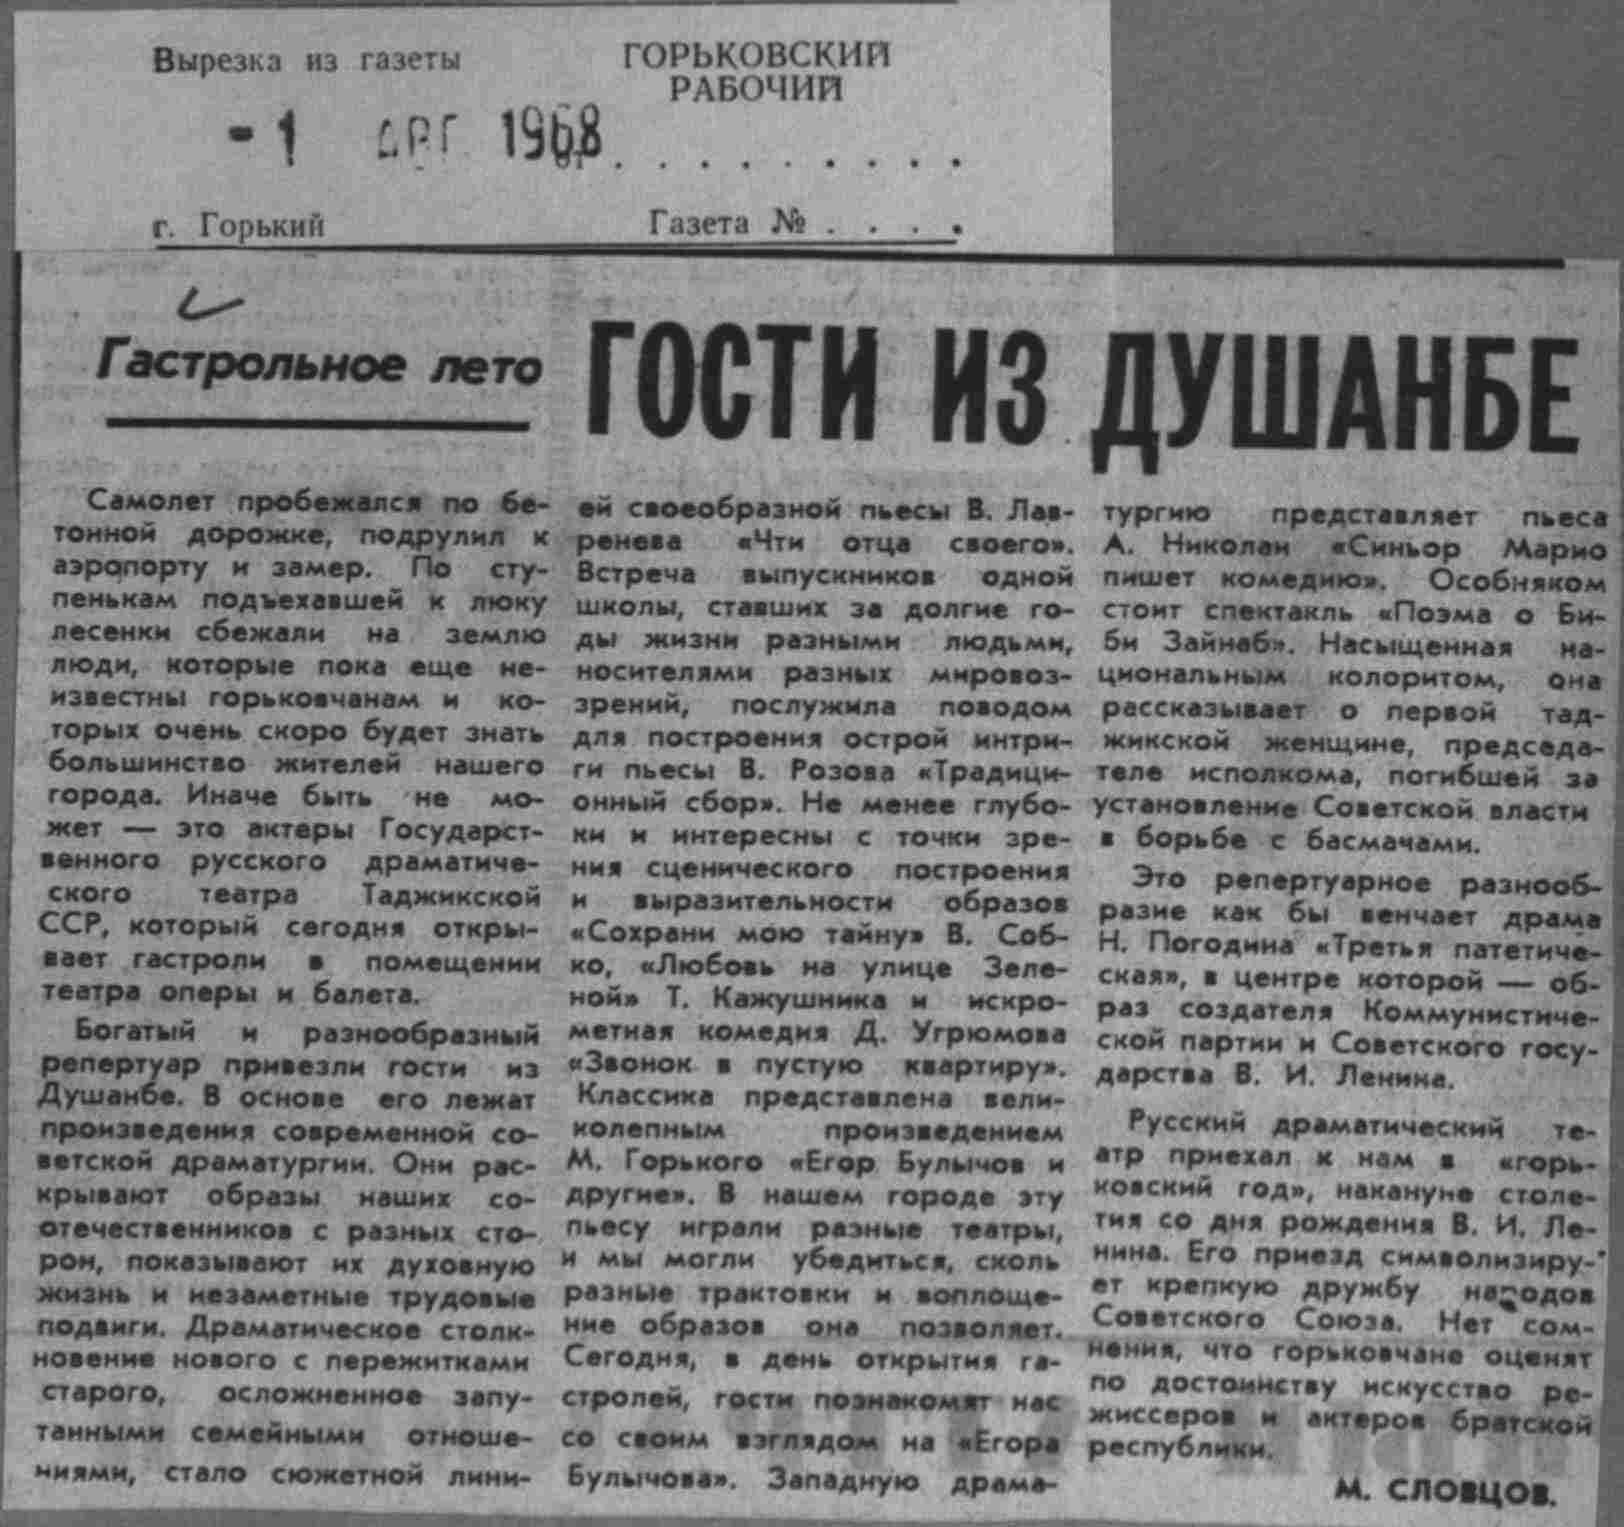 Вырезка из газеты
ГОРЬКОВСКИЙ
РАБОЧИЙ
- 1 АВГ 1968 . . . . . . . . .
г. Горький
Газета № . . . .
Гастрольное лето
ГОСТИ ИЗ ДУШАНБЕ
Самолет пробежался по бе-
тонной дорожке, подрулил к
аэропорту и замер. По сту-
пенькам подъехавшей к люку
лесенки сбежали на землю
люди, которые пока еще не-
известны горьковчанам и ко-
торых очень скоро будет знать
большинство жителей нашего
города. Иначе быть не мо-
жет — это актеры Государст-
венного русского драматиче-
ского театра Таджикской
ССР, который сегодня откры-
вает гастроли в помещении
театра оперы и балета.
Богатый и разнообразный
репертуар привезли гости из
Душанбе. В основе его лежат
произведения современной со-
ветской драматургии. Они рас-
крывают образы наших со-
отечественников с разных сто-
рон, показывают их духовную
жизнь и незаметные трудовые
подвиги. Драматическое столк-
новение нового с пережитками
старого, осложненное запу-
танными семейными отноше-
ниями, стало сюжетной лини-
ей своеобразной пьесы В. Лав-
ренева «Чти отца своего».
Встреча выпускников одной
школы, ставших за долгие го-
ды жизни разными людьми,
носителями разных мировоз-
зрений, послужила поводом
для построения острой интри-
ги пьесы В. Розова «Традици-
онный сбор». Не менее глубо-
ки и интересны с точки зре-
ния сценического построения
и выразительности образов
«Сохрани мою тайну» В. Соб-
ко, «Любовь на улице Зеле-
ной» Т. Кажушника и искро-
метная комедия Д. Угрюмова
«Звонок в пустую квартиру».
Классика представлена вели-
колепным произведением
М. Горького «Егор Булычов и
другие». В нашем городе эту
пьесу играли разные театры,
и мы могли убедиться, сколь
разные трактовки и воплоще-
ние образов она позволяет.
Сегодня, в день открытия га-
стролей, гости познакомят нас
со своим взглядом на «Егора
Булычова». Западную драма-
тургию представляет пьеса
А. Николаи «Синьор Марио
пишет комедию». Особняком
стоит спектакль «Поэма о Би-
би Зайнаб». Насыщенная на-
циональным колоритом, она
рассказывает о первой тад-
жикской женщине, председа-
теле исполкома, погибшей за
установление Советской власти
в борьбе с басмачами.
Это репертуарное разнооб-
разие как бы венчает драма
Н. Погодина «Третья патетиче-
ская», в центре которой — об-
раз создателя Коммунистиче-
ской партии и Советского госу-
дарства В. И. Ленина.
Русский драматический те-
атр приехал к нам в «горь-
ковский год», накануне столе-
тия со дня рождения В. И. Ле-
нина. Его приезд символизиру-
ет крепкую дружбу народов
Советского Союза. Нет сом-
нения, что горьковчане оценят
по достоинству искусство ре-
жиссеров и актеров братской
республики.
М. СЛОВЦОВ.